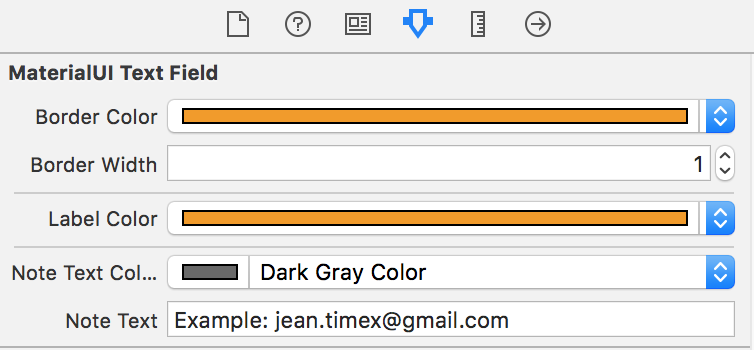 MaterialUI Text Field
Border Color
Border Width 1
Label Color
Note Text Col... Dark Gray Color
Note Text Example: jean.timex@gmail.com